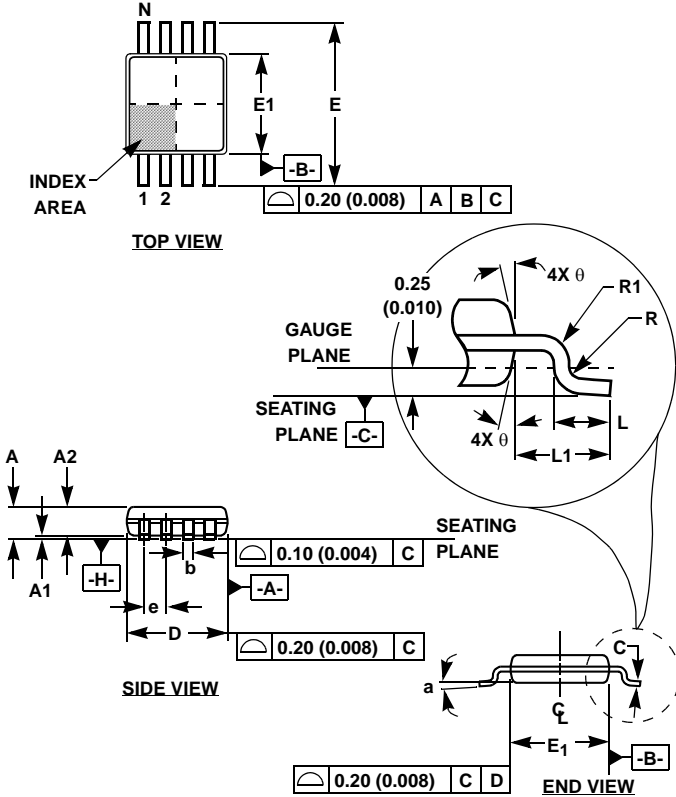 N
E1
E
-B-
INDEX
AREA
1 2
0.20 (0.008) A B C
TOP VIEW
0.25
(0.010)
4X θ
R1
R
GAUGE
PLANE
SEATING
PLANE -C-
4X θ
L
L1
A A2
SEATING
PLANE
A1
-H-
b
0.10 (0.004) C
-A-
e
D
0.20 (0.008) C
SIDE VIEW
C
a
CL
E1
-B-
0.20 (0.008) C D
END VIEW